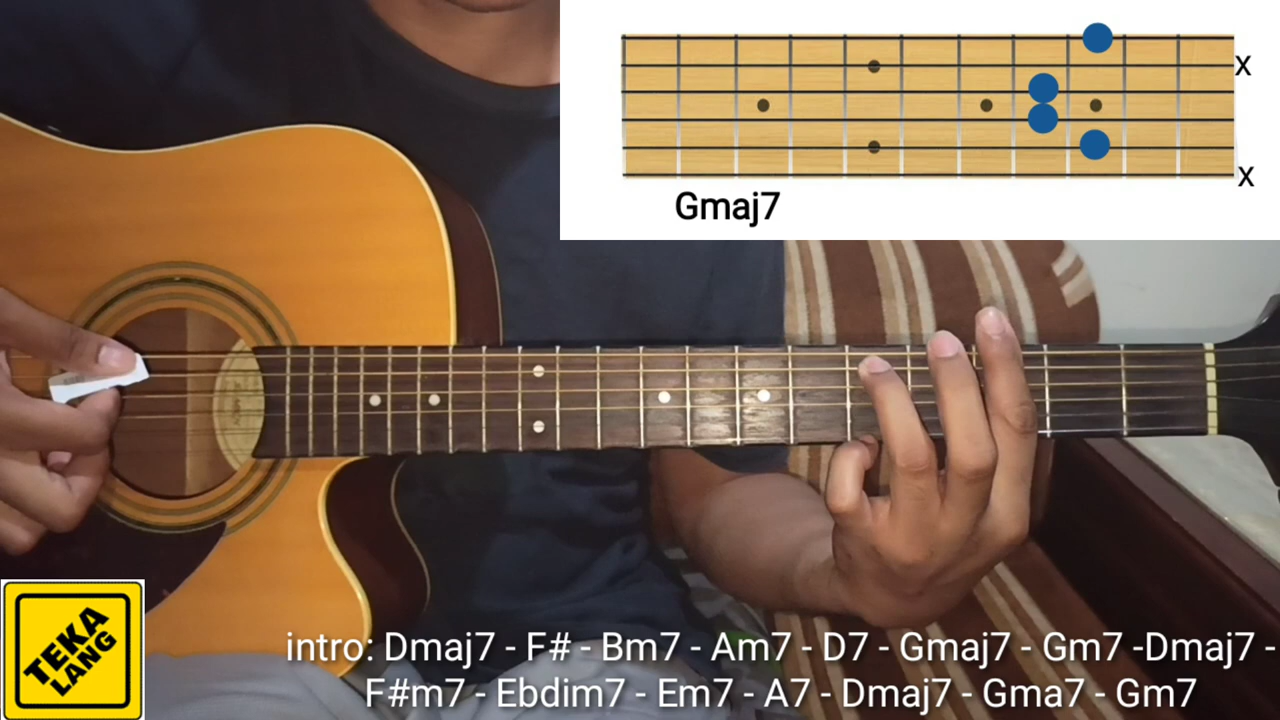 X
X
Gmaj7
TEKA
LANG
intro: Dmaj7 - F# - Bm7 - Am7 - D7 - Gmaj7 - Gm7 -Dmaj7 -
F#m7 - Ebdim7 - Em7 - A7 - Dmaj7 - Gma7 - Gm7